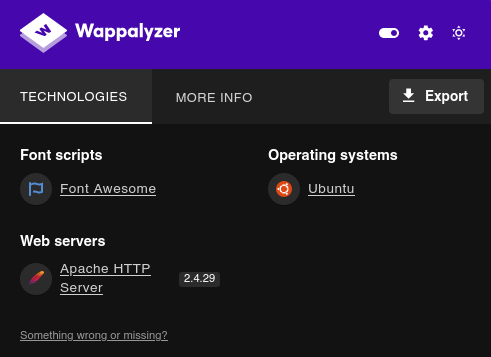 Wappalyzer
TECHNOLOGIES
MORE INFO
Export
Font scripts
Font Awesome
Operating systems
Ubuntu
Web servers
Apache HTTP
Server
2.4.29
Something wrong or missing?